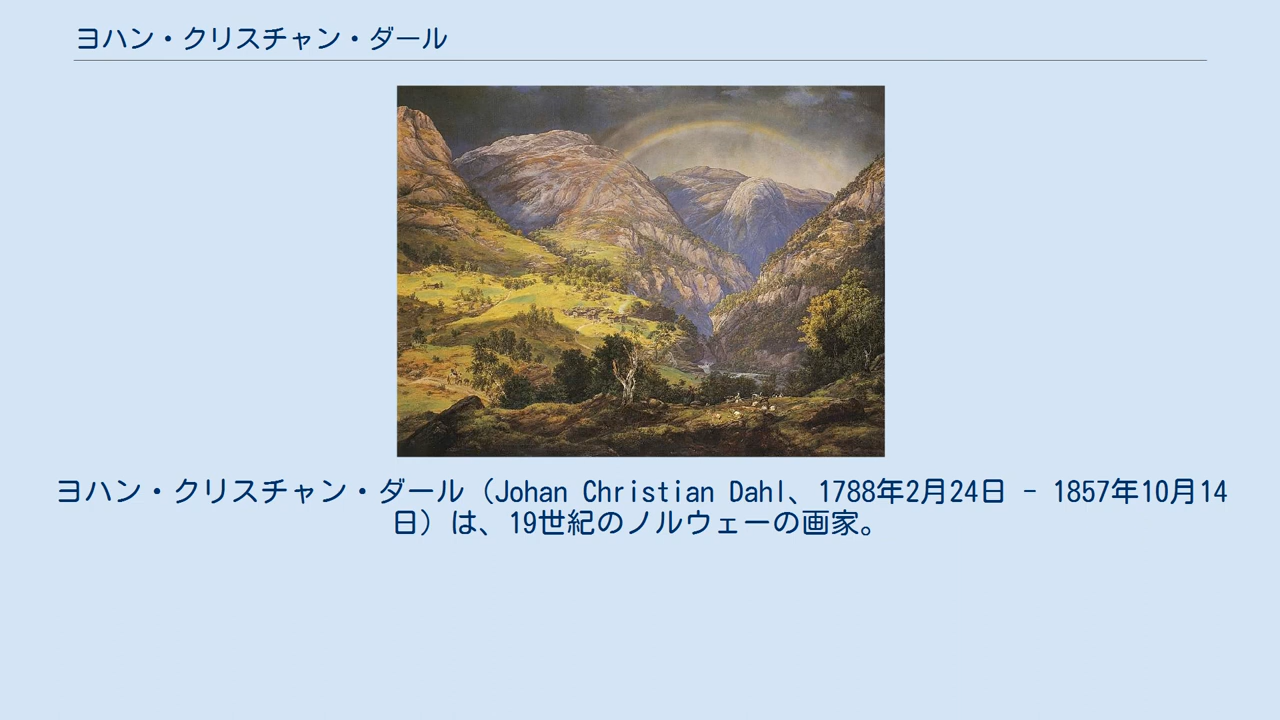 ヨハン・クリスチャン・ダール
ヨハン・クリスチャン・ダール（Johan Christian Dahl、1788年2月24日 - 1857年10月14
日）は、19世紀のノルウェーの画家。